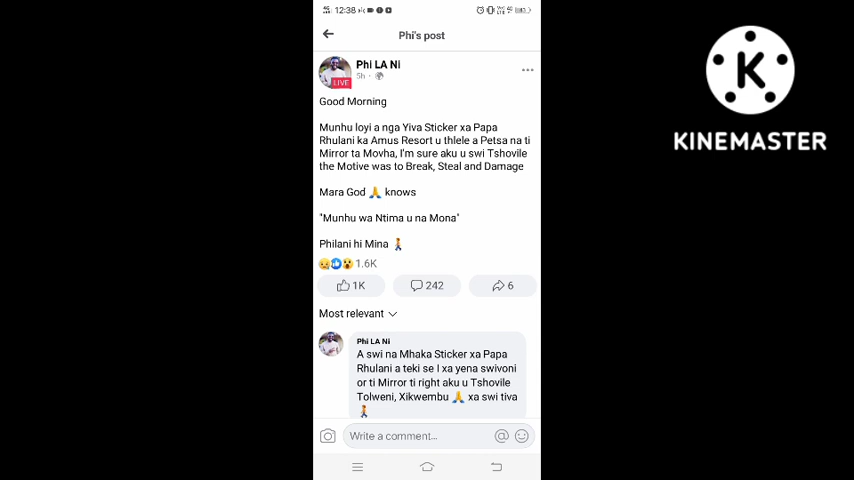 12:38
Phi's post
Phi LA Ni
LIVE
5h
Good Morning
Munhu loyi a nga Yiva Sticker xa Papa
Rhulani ka Amus Resort u thlele a Petsa na ti
Mirror ta Movha, I'm sure aku u swi Tshovile
the Motive was to Break, Steal and Damage
Mara God 🙏 knows
"Munhu wa Ntima u na Mona"
Philani hi Mina 🚶
1.6K
1K
242
6
Most relevant
Phi LA Ni
A swi na Mhaka Sticker xa Papa
Rhulani a teki se I xa yena swivoni
or ti Mirror ti right aku u Tshovile
Tolweni, Xikwembu 🙏 xa swi tiva
🚶
Write a comment...
K
KINEMASTER